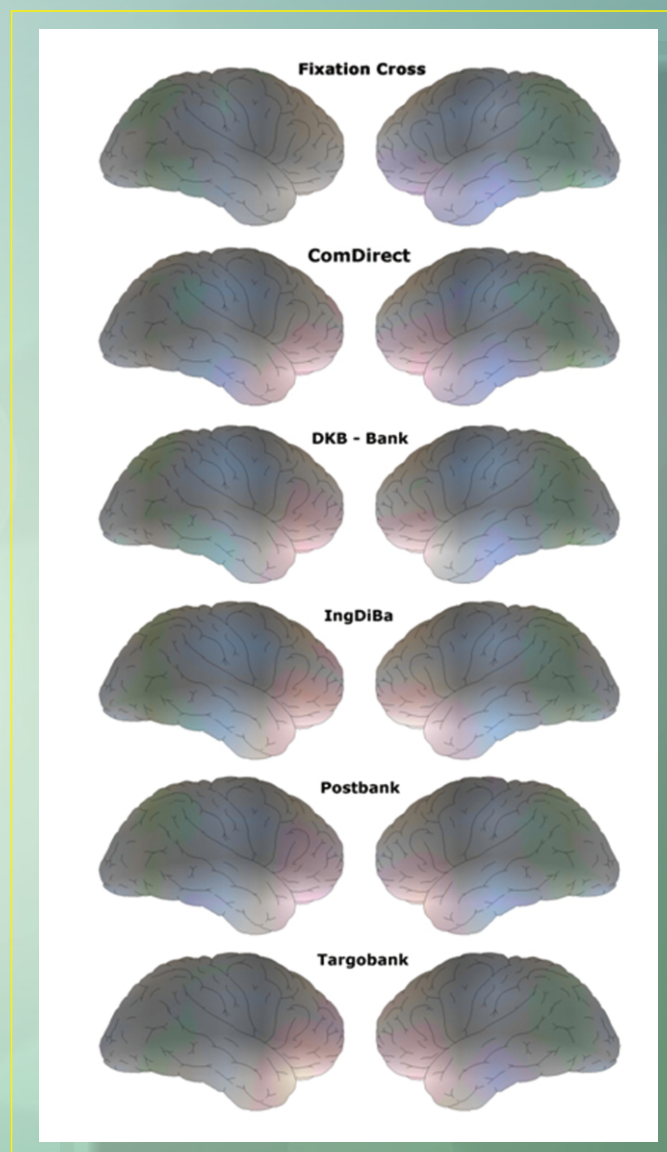 Fixation Cross
ComDirect
DKB - Bank
IngDiBa
Postbank
Targobank